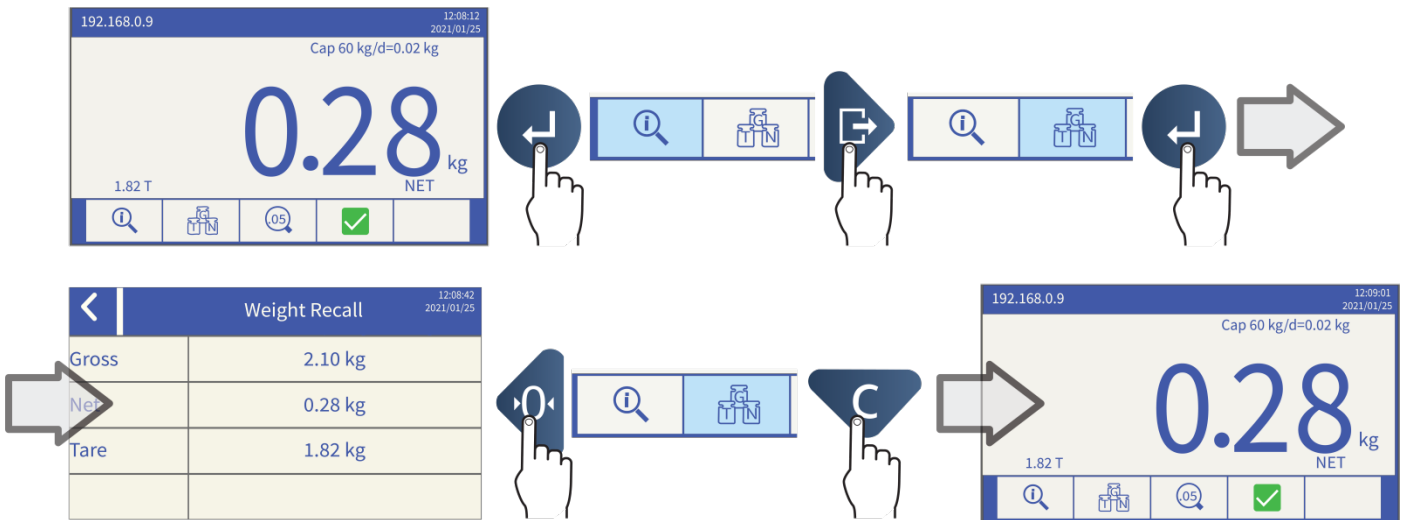 192.168.0.9
12:08:12
2021/01/25
Cap 60 kg/d=0.02 kg
0.28 kg
1.82 T
NET
i
G
T N
.05
i
G
T N
i
G
T N
Weight Recall
12:08:42
2021/01/25
Gross 2.10 kg
Net 0.28 kg
Tare 1.82 kg
0
i
G
T N
C
192.168.0.9
12:09:01
2021/01/25
Cap 60 kg/d=0.02 kg
0.28 kg
1.82 T
NET
i
G
T N
.05